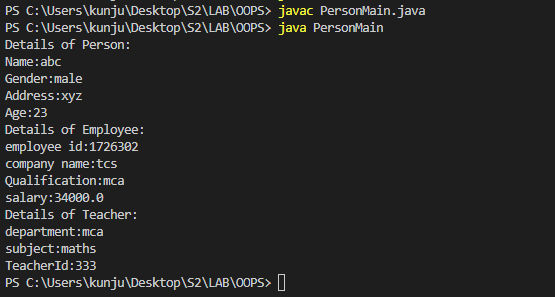 PS C:\Users\kunju\Desktop\S2\LAB\OOPS> javac PersonMain.java
PS C:\Users\kunju\Desktop\S2\LAB\OOPS> java PersonMain
Details of Person:
Name:abc
Gender:male
Address:xyz
Age:23
Details of Employee:
employee id:1726302
company name:tcs
Qualification:mca
salary:34000.0
Details of Teacher:
department:mca
subject:maths
TeacherId:333
PS C:\Users\kunju\Desktop\S2\LAB\OOPS>